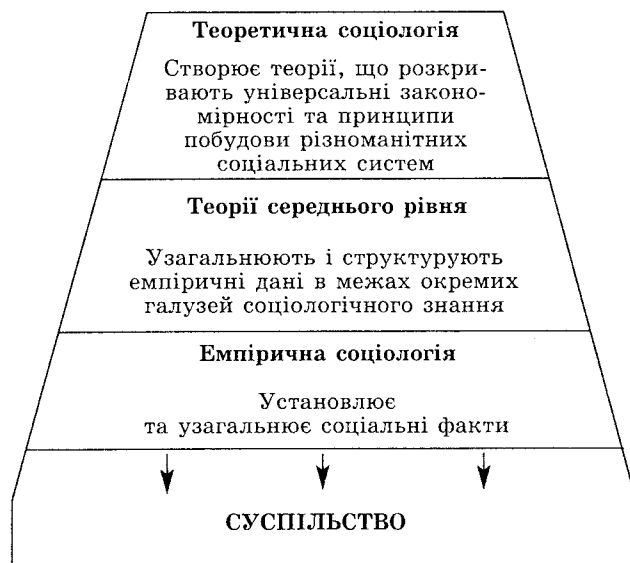 Теоретична соціологія
Створює теорії, що розкри-
вають універсальні законо-
мірності та принципи
побудови різноманітних
соціальних систем
Теорії середнього рівня
Узагальнюють і структурують
емпіричні дані в межах окремих
галузей соціологічного знання
Емпірична соціологія
Установлює
та узагальнює соціальні факти
СУСПІЛЬСТВО